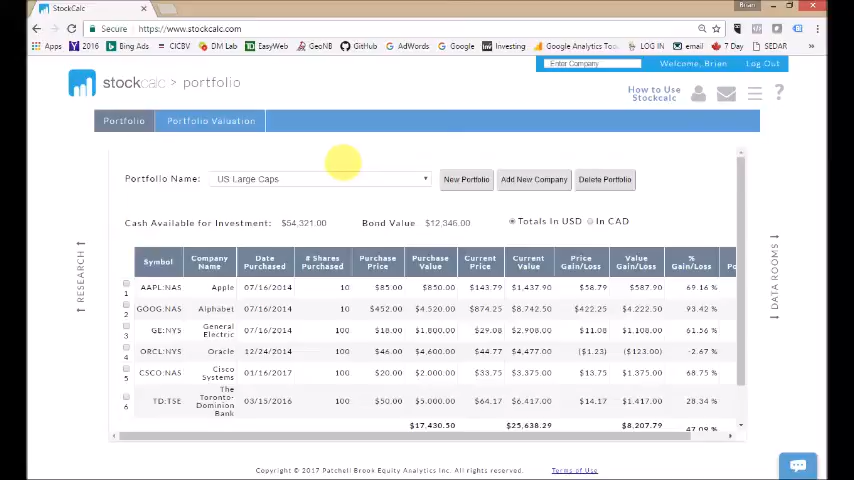 StockCalc
Brian
Secure
https://www.stockcalc.com
Apps
2016
Bing Ads
CICBV
DM Lab
EasyWeb
GeoNB
GitHub
AdWords
Google
Investing
Google Analytics Tool
LOG IN
email
7 Day
SEDAR
»
Enter Company
Welcome, Brian
Log Out
stockcalc > portfolio
How to Use
Stockcalc
?
Portfolio
Portfolio Valuation
Portfolio Name:
US Large Caps
New Portfolio
Add New Company
Delete Portfolio
Cash Available for Investment: $54,321.00
Bond Value $12,346.00
Totals In USD
In CAD
RESEARCH
DATA ROOMS
Symbol Company Name Date Purchased # Shares Purchased Purchase Price Purchase Value Current Price Current Value Price Gain/Loss Value Gain/Loss % Gain/Loss Po
1 AAPL:NAS Apple 07/16/2014 10 $85.00 $850.00 $143.79 $1,437.90 $58.79 $587.90 69.16 %
2 GOOG:NAS Alphabet 07/16/2014 10 $452.00 $4,520.00 $874.25 $8,742.50 $422.25 $4,222.50 93.42 %
3 GE:NYS General Electric 07/16/2014 100 $18.00 $1,800.00 $29.08 $2,908.00 $11.08 $1,108.00 61.56 %
4 ORCL:NYS Oracle 12/24/2014 100 $46.00 $4,600.00 $44.77 $4,477.00 ($1.23) ($123.00) -2.67 %
5 CSCO:NAS Cisco Systems 01/16/2017 100 $20.00 $2,000.00 $33.75 $3,375.00 $13.75 $1,375.00 68.75 %
6 TD:TSE The Toronto-Dominion Bank 03/15/2016 100 $50.00 $5,000.00 $64.17 $6,417.00 $14.17 $1,417.00 28.34 %
$17,430.50 $25,638.29 $8,207.79 47.09 %
Copyright © 2017 Patchell Brook Equity Analytics Inc. All rights reserved.
Terms of Use